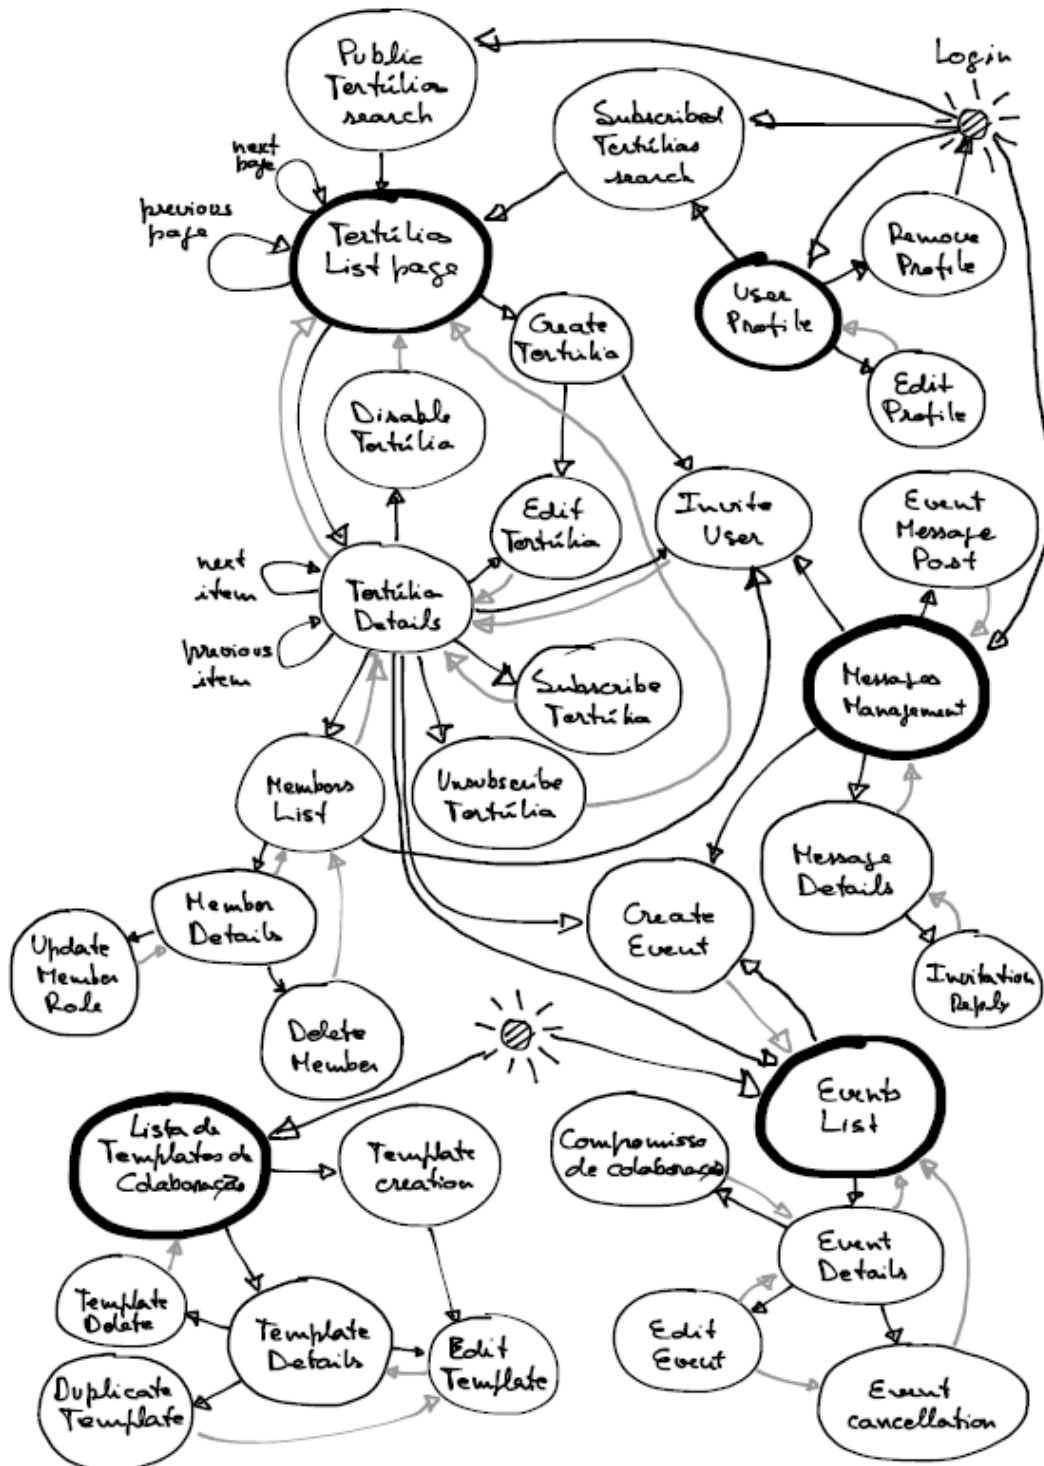 Login
Public
Tertúlias
search
Subscribed
Tertúlias
search
next
page
previous
page
Tertúlias
List page
Remove
Profile
User
Profile
Create
Tertúlia
Edit
Profile
Disable
Tertúlia
Edit
Tertúlia
Invite
User
Event
Message
Post
next
item
Tertúlia
Details
previous
item
Subscribe
Tertúlia
Messages
Management
Members
List
Unsubscribe
Tertúlia
Message
Details
Member
Details
Create
Event
Update
Member
Role
Invitation
Reply
Delete
Member
Events
List
Lista de
Templates de
Colaboração
Template
creation
Compromisso
de colaboração
Event
Details
Template
Delete
Template
Details
Edit
Template
Edit
Event
Duplicate
Template
Event
cancellation